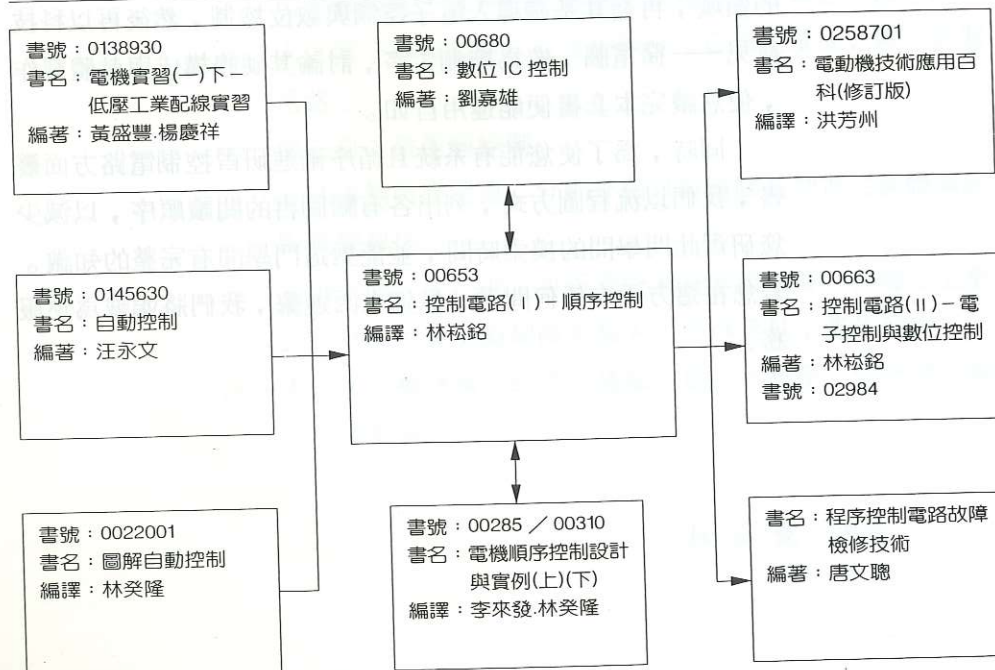 書號：0138930
書名：電機實習(一)下－
低壓工業配線實習
編著：黃盛豐.楊慶祥
書號：00680
書名：數位 IC 控制
編著：劉嘉雄
書號：0258701
書名：電動機技術應用百
科(修訂版)
編譯：洪芳州
書號：0145630
書名：自動控制
編著：汪永文
書號：00653
書名：控制電路(I)－順序控制
編譯：林崧銘
書號：00663
書名：控制電路(II)－電
子控制與數位控制
編著：林崧銘
書號：02984
書號：0022001
書名：圖解自動控制
編譯：林癸隆
書號：00285／00310
書名：電機順序控制設計
與實例(上)(下)
編譯：李來發.林癸隆
書名：程序控制電路故障
檢修技術
編著：唐文聰